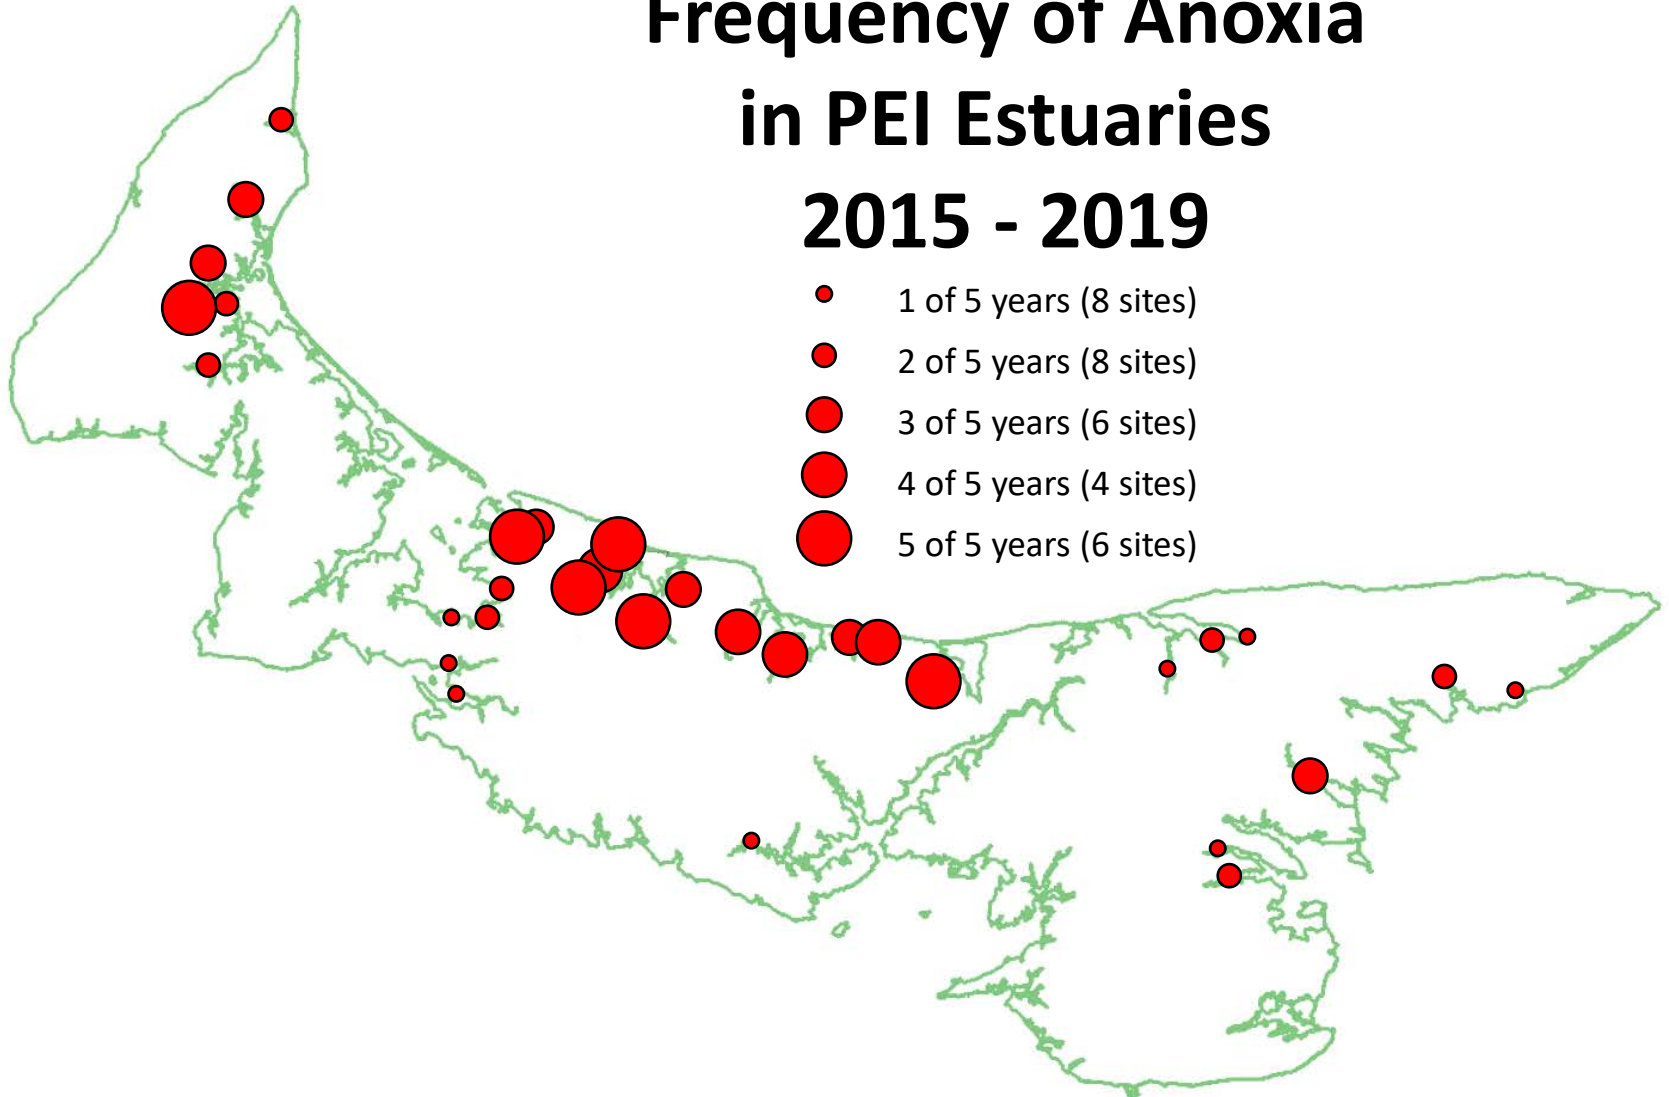 Frequency of Anoxia
in PEI Estuaries
2015 - 2019
1 of 5 years (8 sites)
2 of 5 years (8 sites)
3 of 5 years (6 sites)
4 of 5 years (4 sites)
5 of 5 years (6 sites)